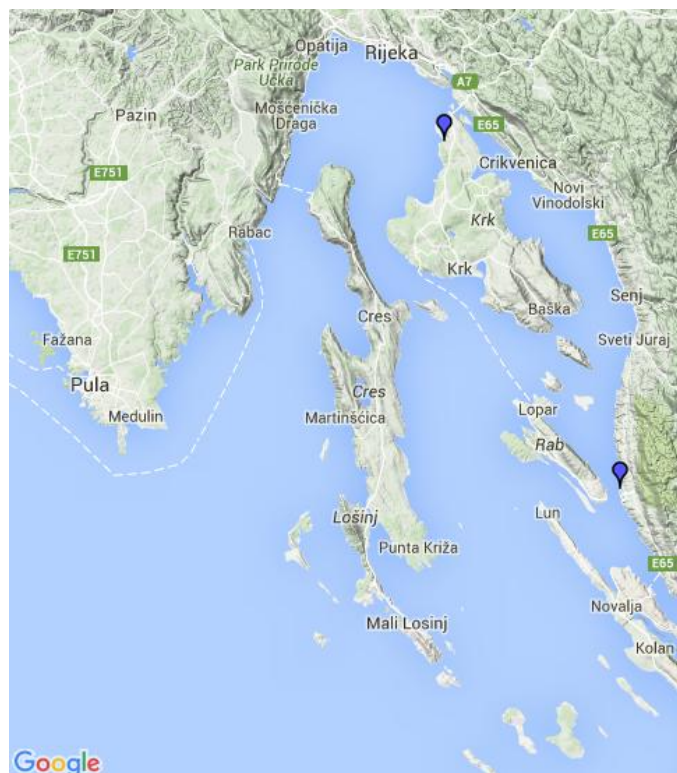 Opatija
Rijeka
Park Prirode
Učka
A7
Pazin
Mošćenička
Draga
E65
Crikvenica
E751
Novi
Vinodolski
Krk
Rabac
E65
E751
Krk
Senj
Baška
Cres
Fažana
Sveti Juraj
Pula
Cres
Medulin
Martinšćica
Lopar
Rab
Lošinj
Lun
Punta Križa
E65
Novalja
Mali Losinj
Kolan
Google